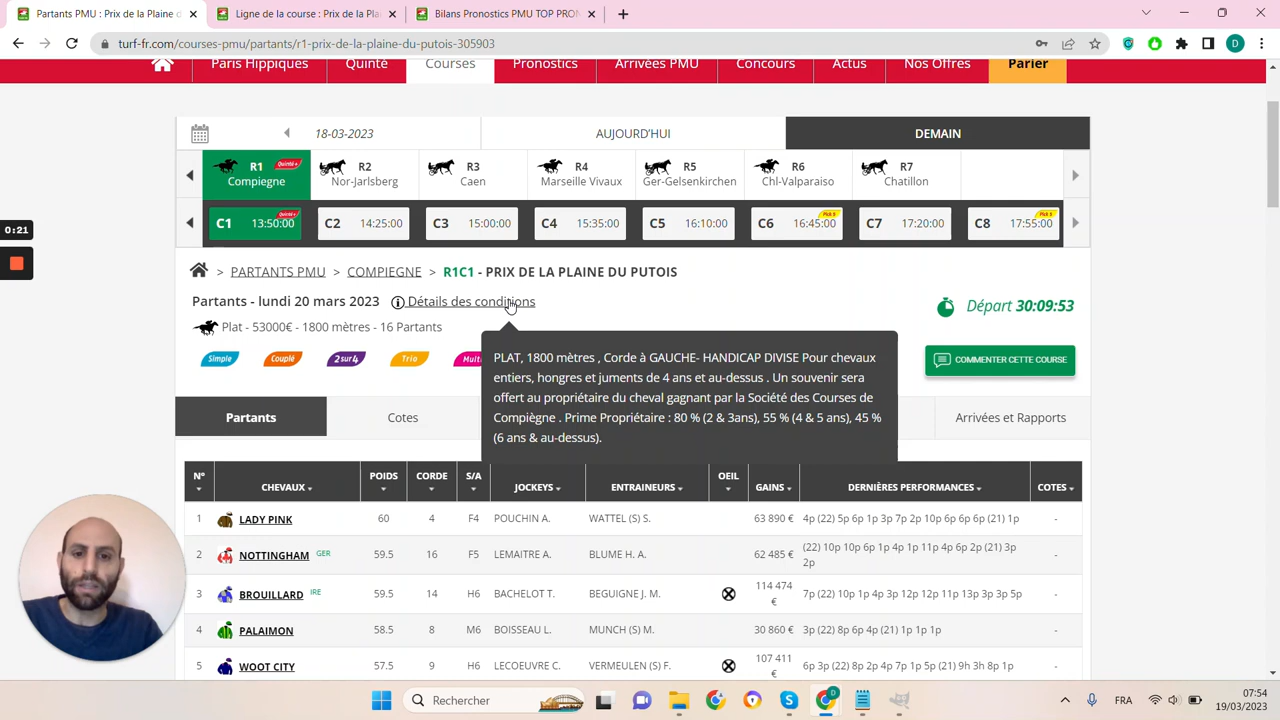 Partants PMU : Prix de la Plaine d
Ligne de la course : Prix de la Pla
Bilans Pronostics PMU TOP PRON
turf-fr.com/courses-pmu/partants/r1-prix-de-la-plaine-du-putois-305503
D
Paris Hippiques
Quinté
Courses
Pronostics
Arrivées PMU
Concours
Actus
Nos Offres
Parier
18-03-2023
AUJOURD'HUI
DEMAIN
R1 Quinté+
Compiegne
R2
Nor-Jarlsberg
R3
Caen
R4
Marseille Vivaux
R5
Ger-Gelsenkirchen
R6
Chl-Valparaiso
R7
Chatillon
C1 13:50:00 Quinté+
C2 14:25:00
C3 15:00:00
C4 15:35:00
C5 16:10:00
C6 16:45:00 Pick 5
C7 17:20:00
C8 17:55:00 Pick 5
0:21
> PARTANTS PMU > COMPIEGNE > R1C1 - PRIX DE LA PLAINE DU PUTOIS
Partants - lundi 20 mars 2023 Détails des conditions
Départ 30:09:53
Plat - 53000€ - 1800 mètres - 16 Partants
Simple Couplé 2sur4 Trio Multi
COMMENTER CETTE COURSE
PLAT, 1800 mètres , Corde à GAUCHE- HANDICAP DIVISE Pour chevaux
entiers, hongres et juments de 4 ans et au-dessus . Un souvenir sera
offert au propriétaire du cheval gagnant par la Société des Courses de
Compiègne . Prime Propriétaire : 80 % (2 & 3ans), 55 % (4 & 5 ans), 45 %
(6 ans & au-dessus).
Partants
Cotes
Arrivées et Rapports
N° CHEVAUX POIDS CORDE S/A JOCKEYS ENTRAINEURS OEIL GAINS DERNIÈRES PERFORMANCES COTES
1 LADY PINK 60 4 F4 POUCHIN A. WATTEL (S) S. 63 890 € 4p (22) 5p 6p 1p 3p 7p 2p 10p 6p 6p 6p (21) 1p -
2 NOTTINGHAM GER 59.5 16 F5 LEMAITRE A. BLUME H. A. 62 485 € (22) 10p 10p 6p 1p 4p 1p 11p 4p 6p 2p (21) 3p
2p -
3 BROUILLARD IRE 59.5 14 H6 BACHELOT T. BEGUIGNE J. M. 114 474
€ 7p (22) 10p 1p 4p 3p 12p 12p 11p 13p 3p 3p 5p -
4 PALAIMON 58.5 8 M6 BOISSEAU L. MUNCH (S) M. 30 860 € 3p (22) 8p 6p 4p (21) 1p 1p 1p -
5 WOOT CITY 57.5 9 H6 LECOEUVRE C. VERMEULEN (S) F. 107 411
€ 6p 3p (22) 8p 2p 4p 7p 1p 5p (21) 9h 3h 8p 1p -
Rechercher
FRA
07:54
19/03/2023